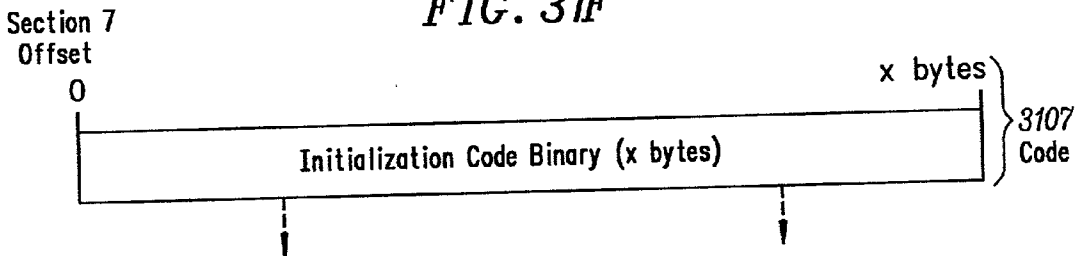 FIG. 31F
Section 7
Offset
0
x bytes
Initialization Code Binary (x bytes)
3107
Code